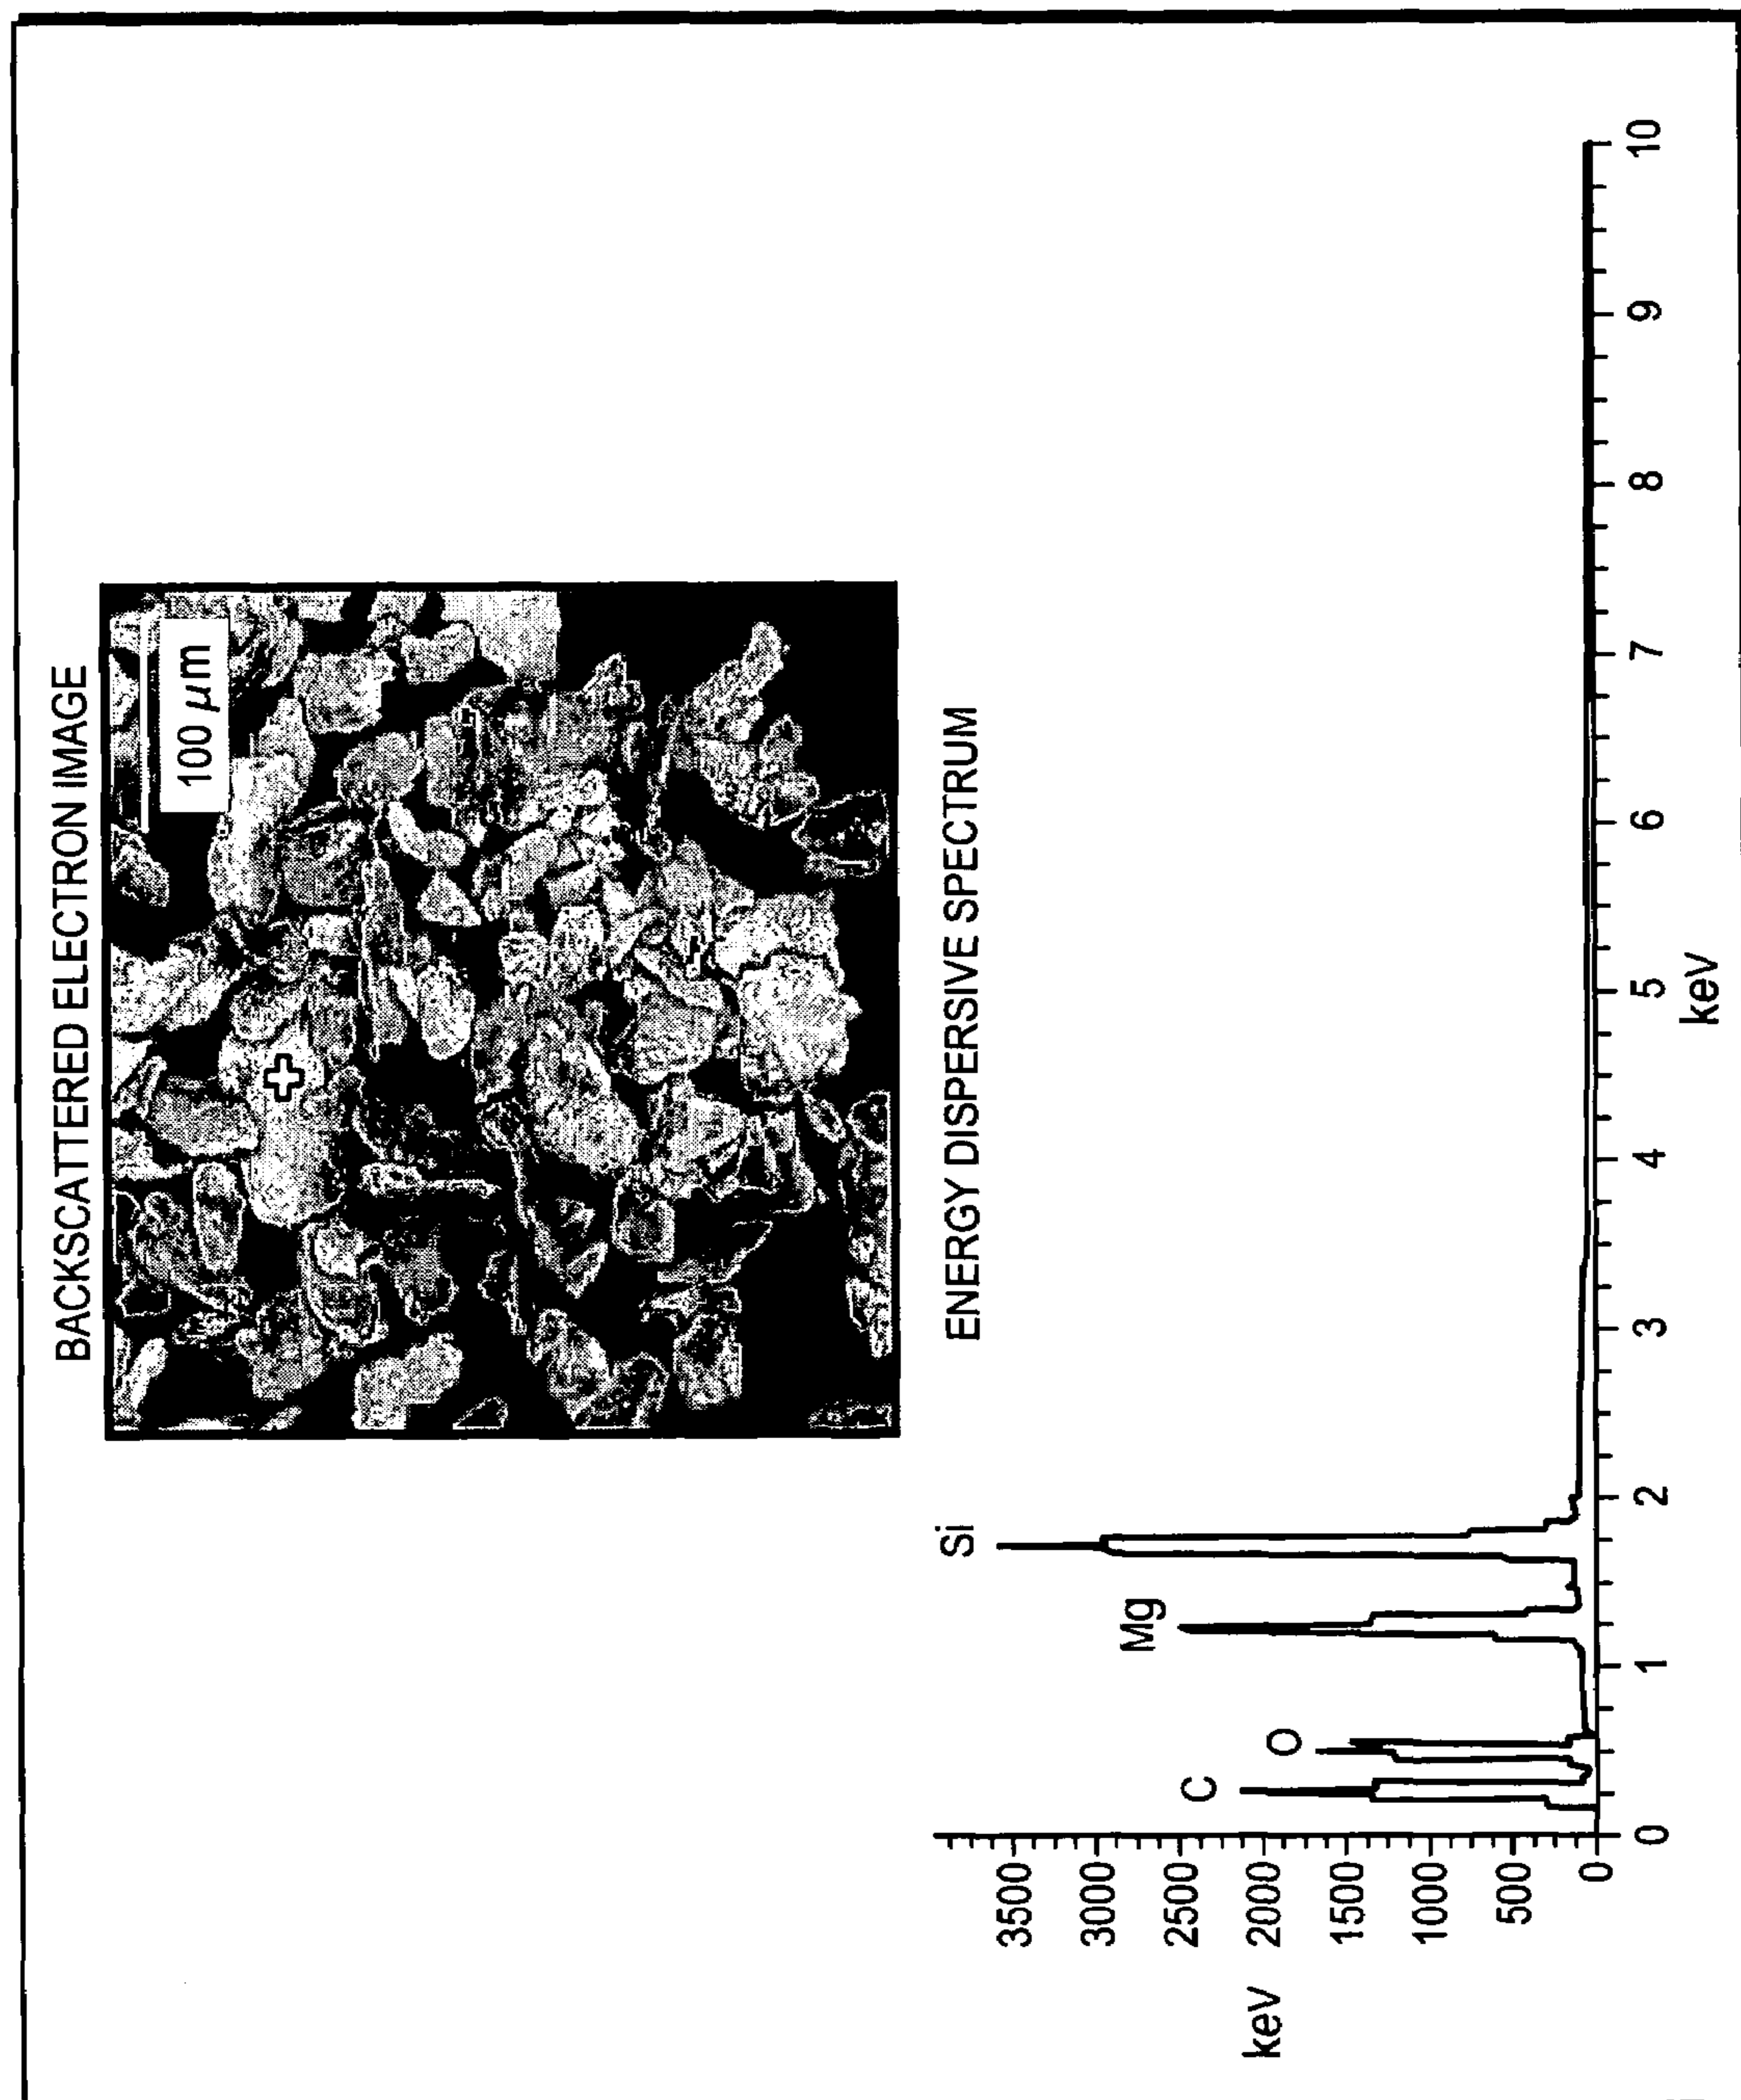 BACKSCATTERED ELECTRON IMAGE
100 μm
ENERGY DISPERSIVE SPECTRUM
keV
3500
3000
2500
2000
1500
1000
500
0
C
O
Mg
Si
0 1 2 3 4 5 6 7 8 9 10
keV